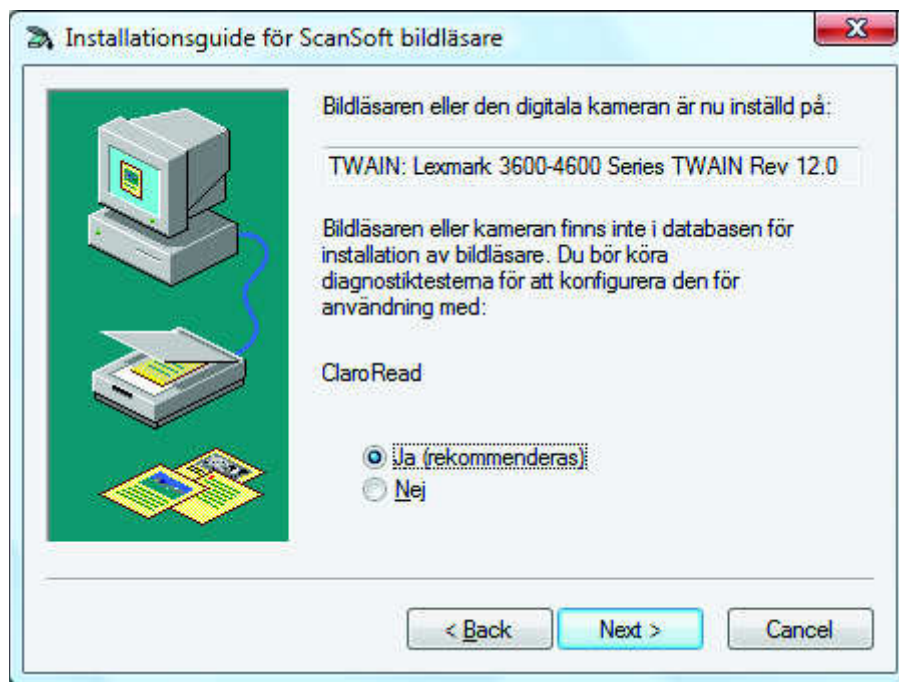 Installationsguide för ScanSoft bildläsare
Bildläsaren eller den digitala kameran är nu inställd på:
TWAIN: Lexmark 3600-4600 Series TWAIN Rev 12.0
Bildläsaren eller kameran finns inte i databasen för
installation av bildläsare. Du bör köra
diagnostiktesterna för att konfigurera den för
användning med:
ClaroRead
Ja (rekommenderas)
Nej
< Back Next > Cancel